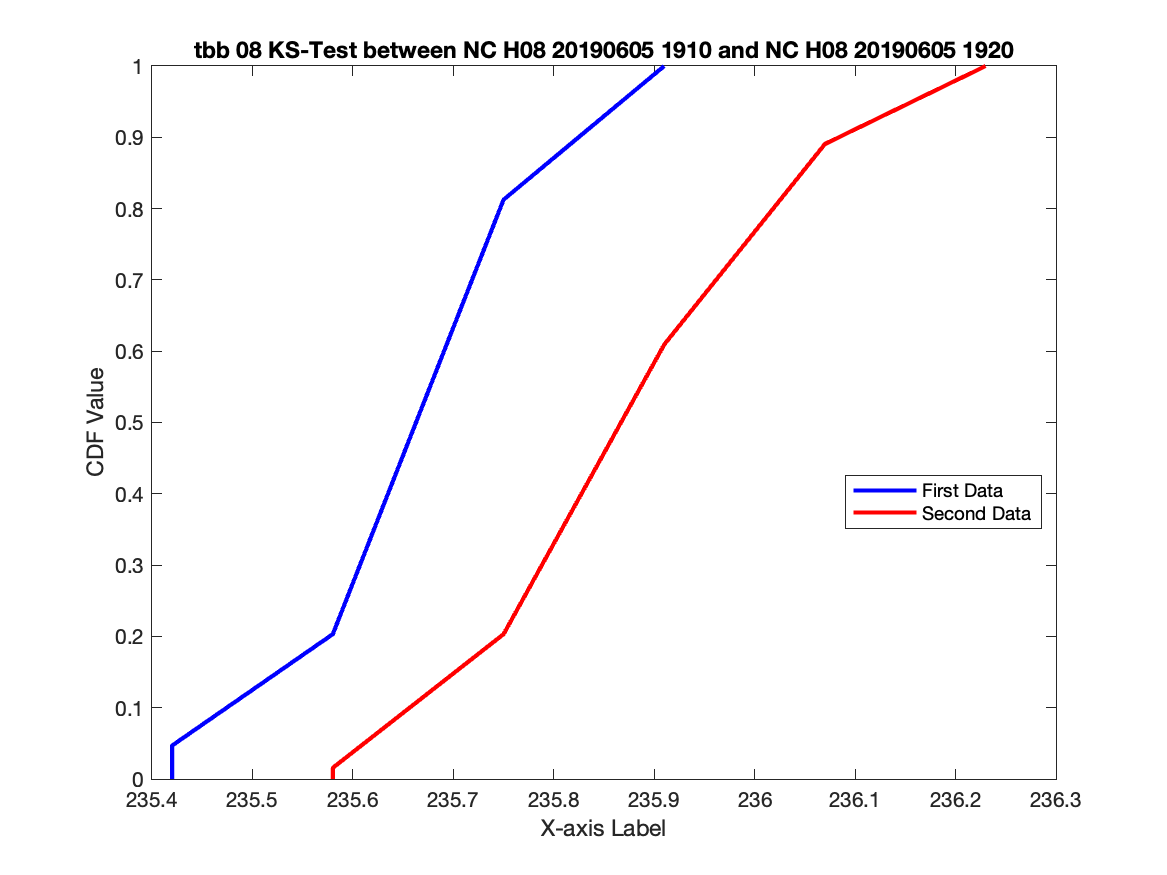 tbb 08 KS-Test between NC H08 20190605 1910 and NC H08 20190605 1920
1
0.9
0.8
0.7
0.6
0.5
0.4
0.3
0.2
0.1
0
CDF Value
First Data
Second Data
235.4 235.5 235.6 235.7 235.8 235.9 236 236.1 236.2 236.3
X-axis Label